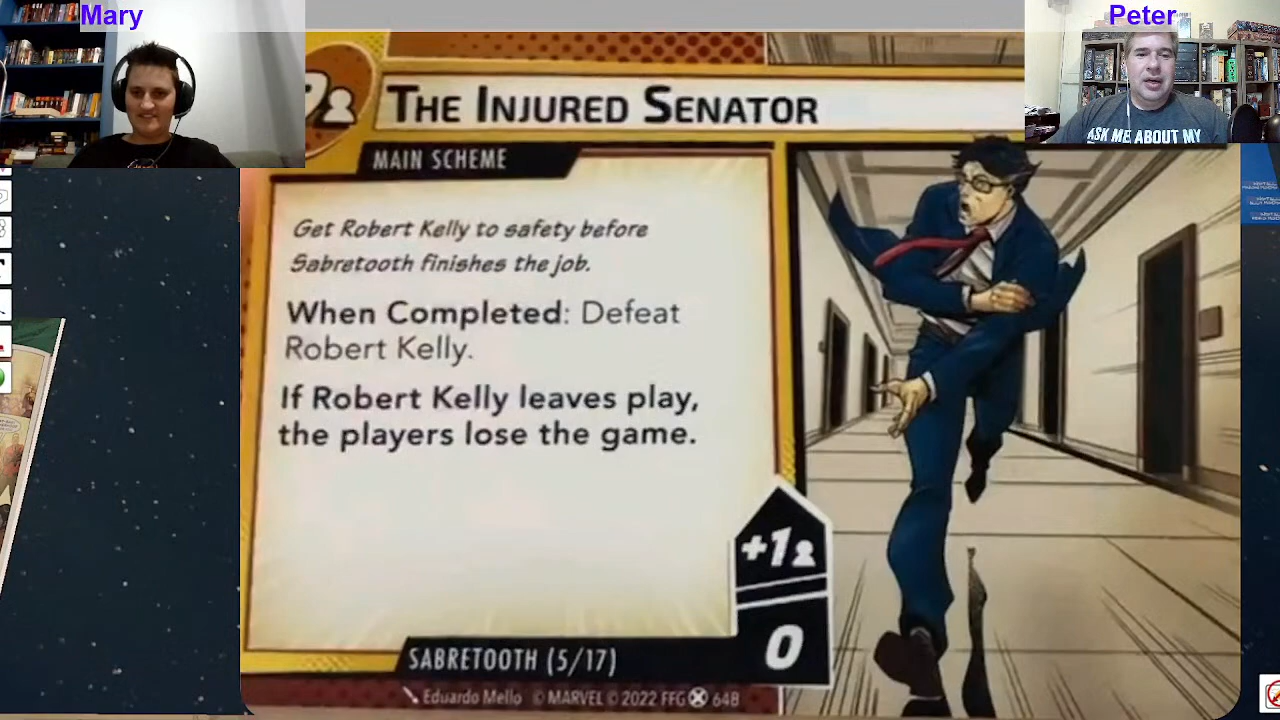 Mary
Peter
ASK ME ABOUT MY
THE INJURED SENATOR
MAIN SCHEME
Get Robert Kelly to safety before
Sabretooth finishes the job.
When Completed: Defeat
Robert Kelly.
If Robert Kelly leaves play,
the players lose the game.
+1
0
SABRETOOTH (5/17)
Eduardo Mello © MARVEL © 2022 FFG 64B